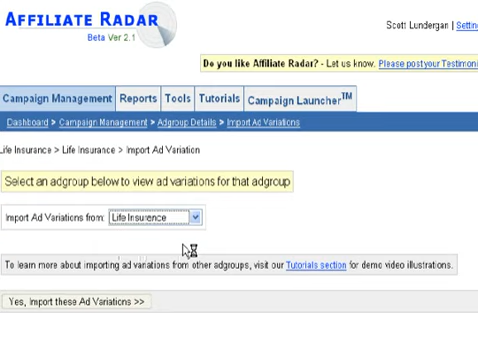 AFFILIATE RADAR
Beta Ver 2.1
Scott Lundergan |
Do you like Affiliate Radar? - Let us know. Please post your
Campaign Management Reports Tools Tutorials Campaign Launcher™
Dashboard > Campaign Management > Adgroup Details > Import Ad Variations
Life Insurance > Life Insurance > Import Ad Variation
Select an adgroup below to view ad variations for that adgroup
Import Ad Variations from: Life Insurance
To learn more about importing ad variations from other adgroups, visit our Tutorials section for demo video illustrations.
Yes, Import these Ad Variations >>